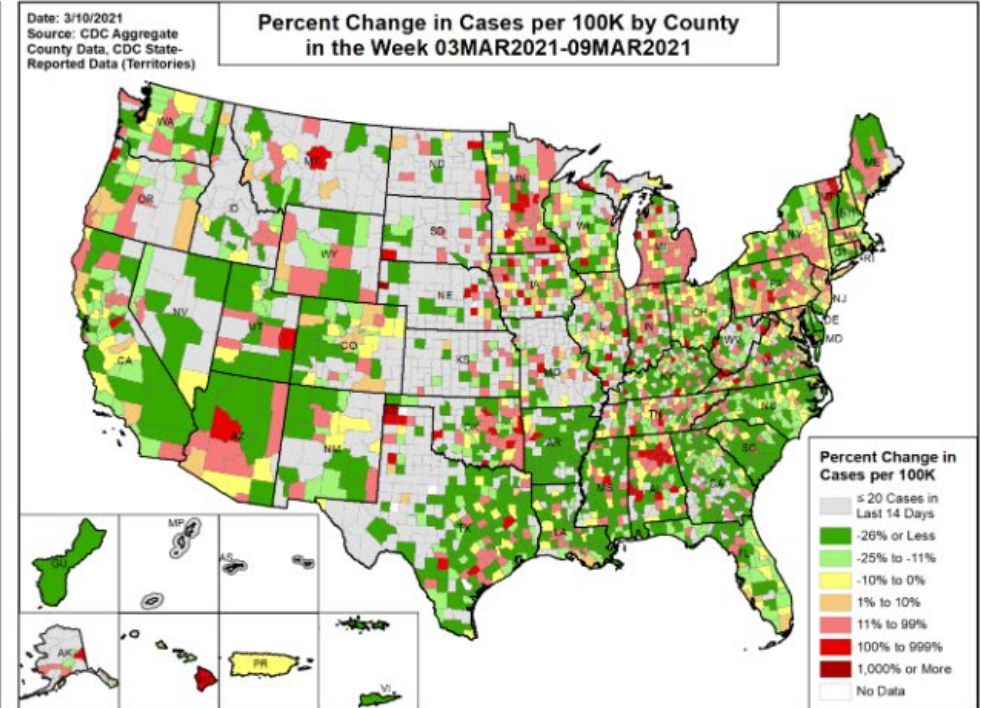 Date: 3/10/2021
Source: CDC Aggregate
County Data, CDC State-
Reported Data (Territories)
Percent Change in Cases per 100K by County
in the Week 03MAR2021-09MAR2021
WA
MT
ND
MN
ME
OR
ID
SD
WI
MI
NY
NH
MA
RI
WY
NE
IA
PA
NJ
NV
UT
CO
IL
IN
OH
DE
MD
WV
VA
CA
KS
MO
KY
AZ
NM
OK
AR
TN
NC
SC
MS
AL
GA
TX
LA
FL
GU
MP
AS
AK
PR
VI
Percent Change in
Cases per 100K
≤ 20 Cases in
Last 14 Days
-26% or Less
-25% to -11%
-10% to 0%
1% to 10%
11% to 99%
100% to 999%
1,000% or More
No Data